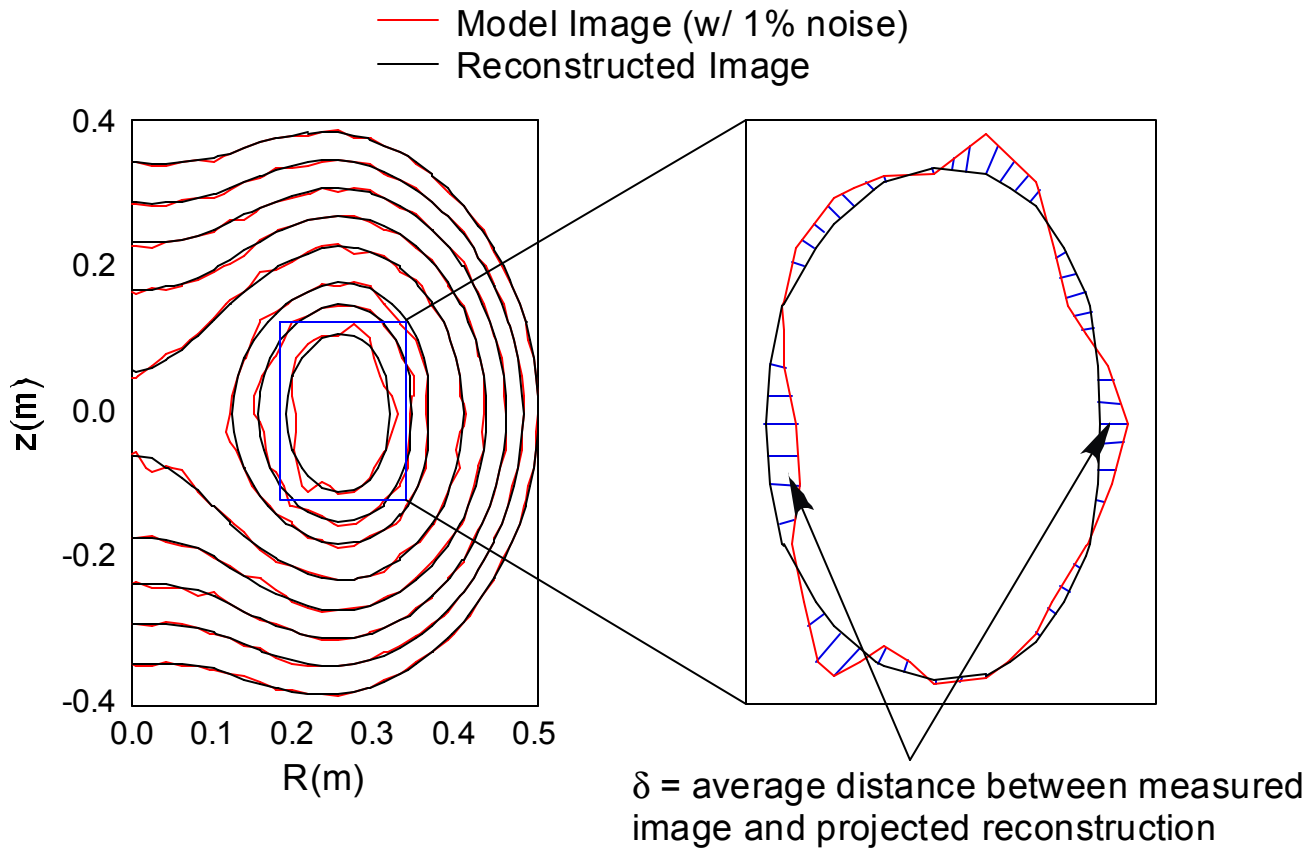 Model Image (w/ 1% noise)
Reconstructed Image
0.4
0.2
0.0
-0.2
-0.4
z(m)
0.0 0.1 0.2 0.3 0.4 0.5
R(m)
δ = average distance between measured
image and projected reconstruction